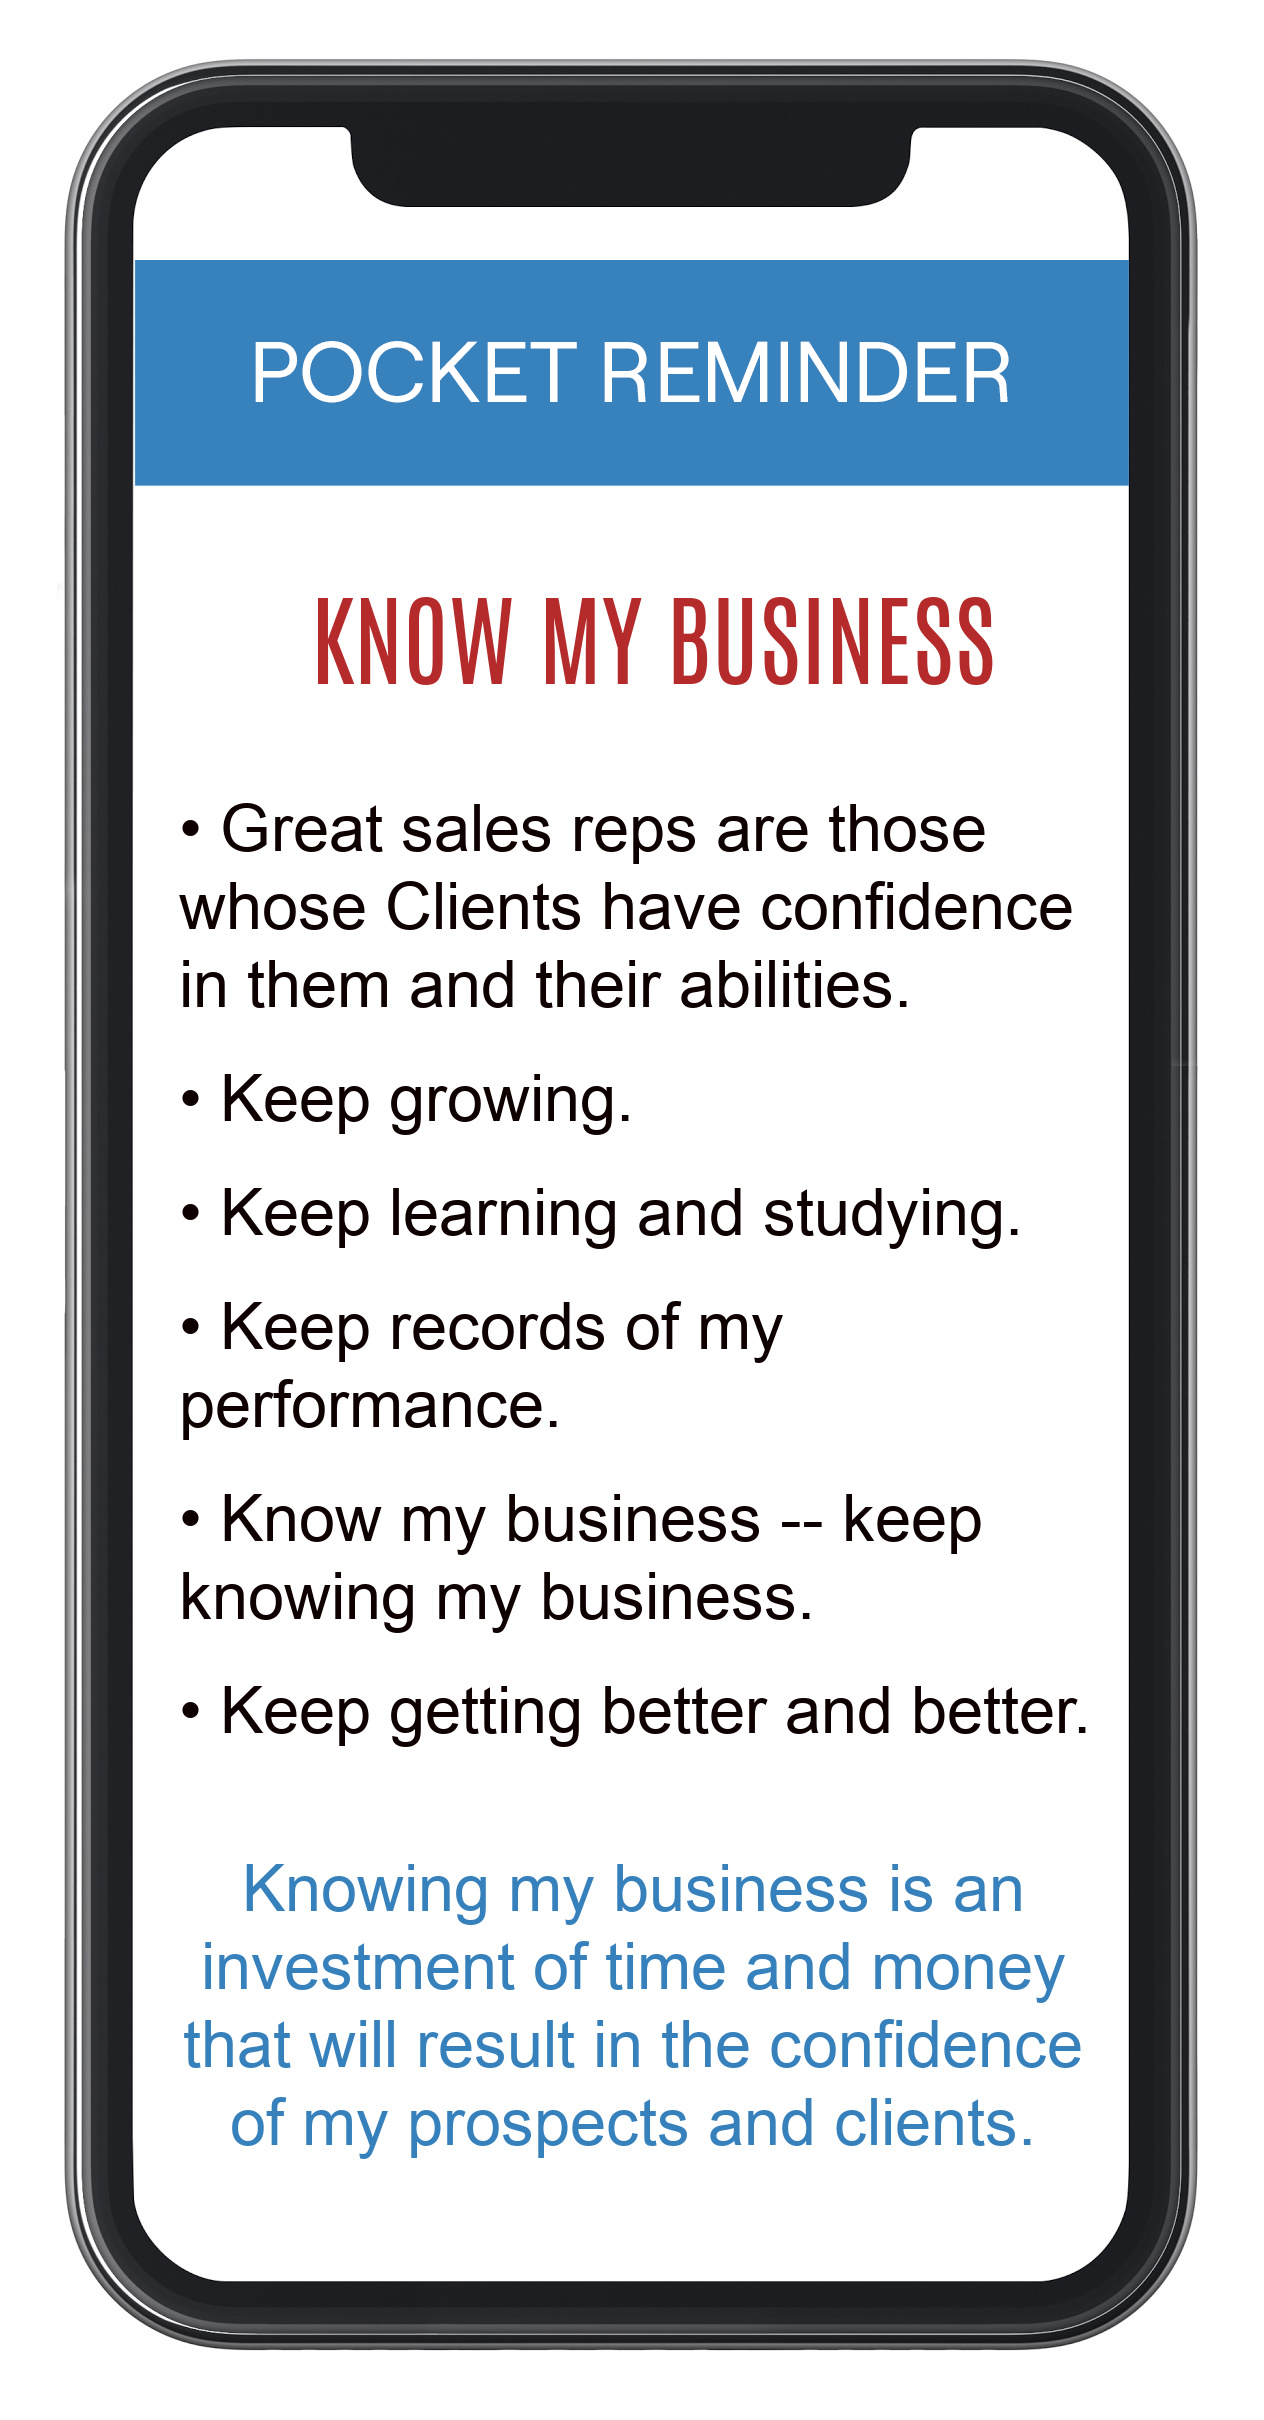 POCKET REMINDER
KNOW MY BUSINESS
• Great sales reps are those
whose Clients have confidence
in them and their abilities.
• Keep growing.
• Keep learning and studying.
• Keep records of my
performance.
• Know my business -- keep
knowing my business.
• Keep getting better and better.
Knowing my business is an
investment of time and money
that will result in the confidence
of my prospects and clients.